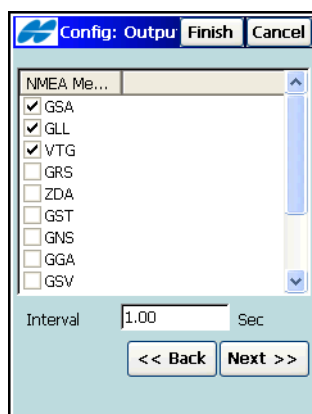 Config: Outpu Finish Cancel
NMEA Me...
GSA
GLL
VTG
GRS
ZDA
GST
GNS
GGA
GSV
Interval 1.00 Sec
<< Back Next >>